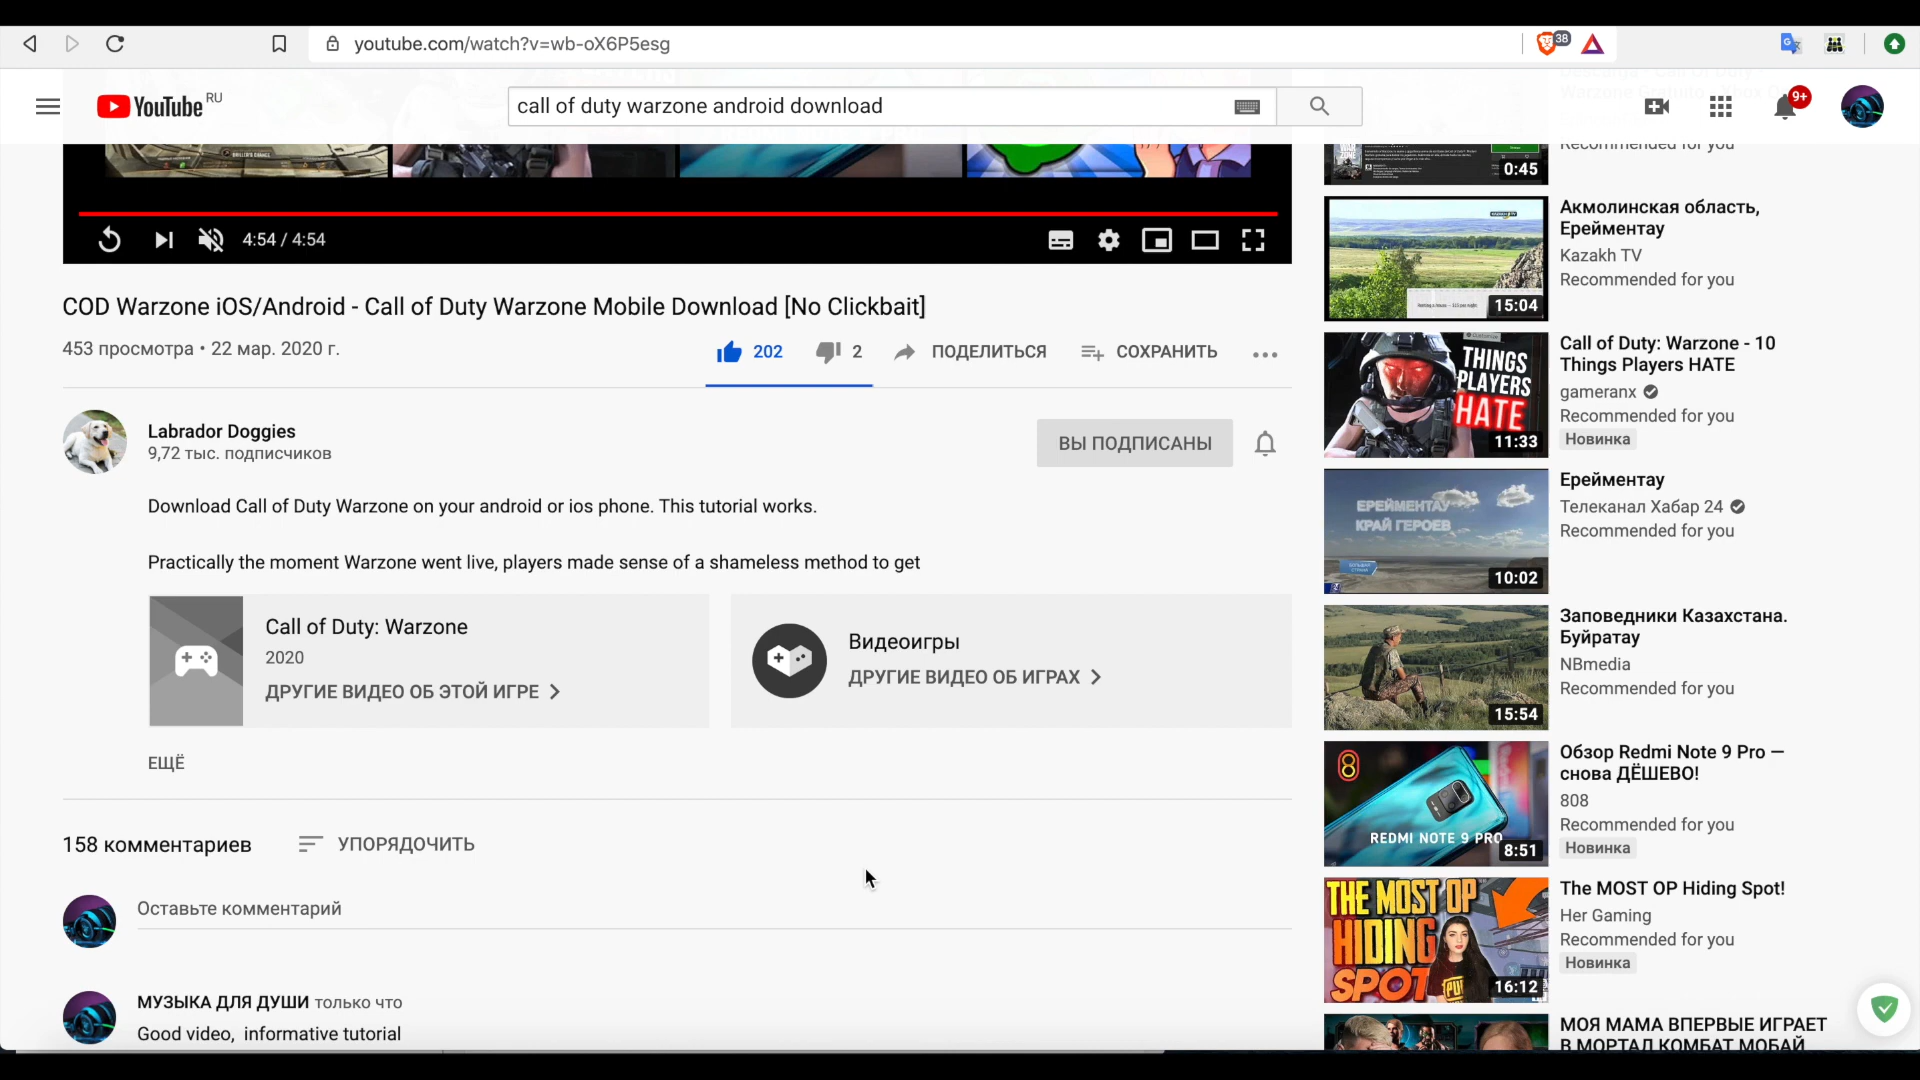 youtube.com/watch?v=wb-oX6P5esg
38
YouTube RU
call of duty warzone android download
9+
4:54 / 4:54
COD Warzone iOS/Android - Call of Duty Warzone Mobile Download [No Clickbait]
453 просмотра • 22 мар. 2020 г.
202
2
ПОДЕЛИТЬСЯ
СОХРАНИТЬ
Labrador Doggies
9,72 тыс. подписчиков
ВЫ ПОДПИСАНЫ
Download Call of Duty Warzone on your android or ios phone. This tutorial works.
Practically the moment Warzone went live, players made sense of a shameless method to get
Call of Duty: Warzone
2020
ДРУГИЕ ВИДЕО ОБ ЭТОЙ ИГРЕ
Видеоигры
ДРУГИЕ ВИДЕО ОБ ИГРАХ
ЕЩЁ
158 комментариев
УПОРЯДОЧИТЬ
Оставьте комментарий
МУЗЫКА ДЛЯ ДУШИ только что
Good video, informative tutorial
Recommended for you
0:45
Акмолинская область,
Ерейментау
Kazakh TV
Recommended for you
15:04
Call of Duty: Warzone - 10
Things Players HATE
gameranx
Recommended for you
Новинка
THINGS
PLAYERS
HATE
11:33
Ерейментау
Телеканал Хабар 24
Recommended for you
ЕРЕЙМЕНТАУ
КРАЙ ГЕРОЕВ
10:02
Заповедники Казахстана.
Буйратау
NBmedia
Recommended for you
15:54
Обзор Redmi Note 9 Pro —
снова ДЁШЕВО!
808
Recommended for you
Новинка
REDMI NOTE 9 PRO
8:51
The MOST OP Hiding Spot!
Her Gaming
Recommended for you
Новинка
THE MOST OP
HIDING
SPOT
16:12
МОЯ МАМА ВПЕРВЫЕ ИГРАЕТ
В МОРТАЛ КОМБАТ МОБАЙ